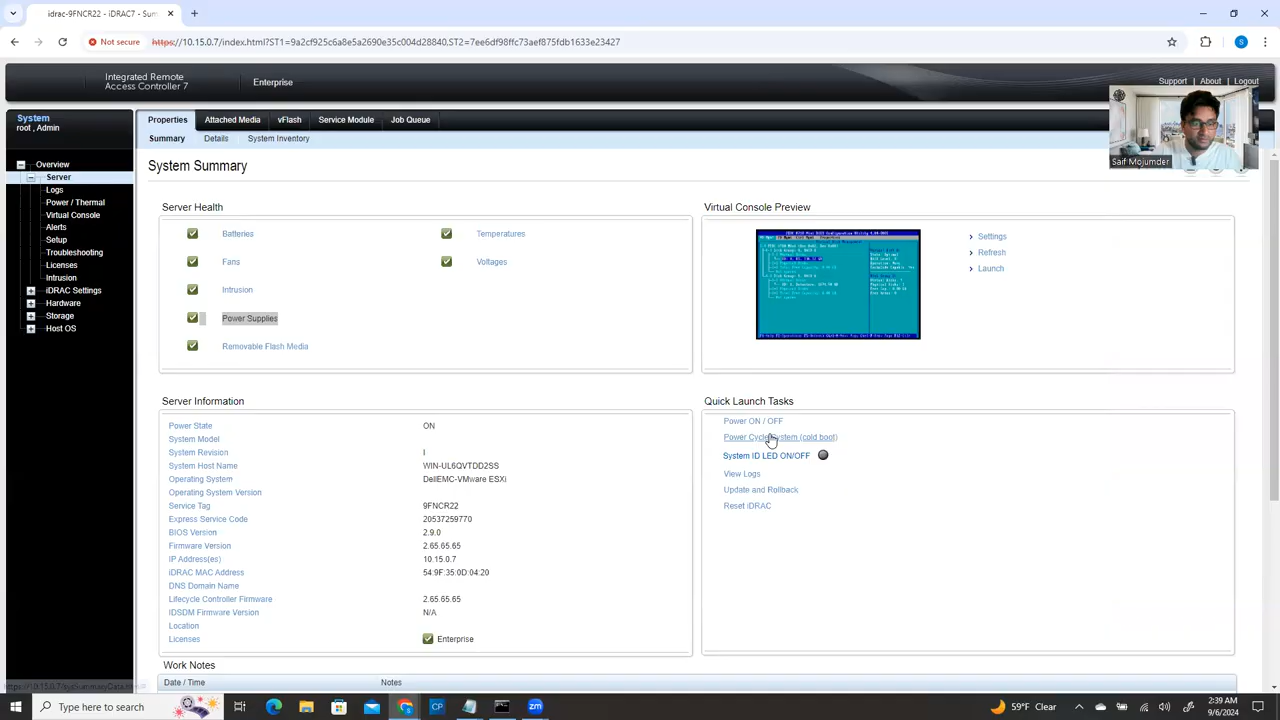 idrac-9FNCR22 - iDRAC7 - Sum
Not secure
https://10.15.0.7/index.html?ST1=9a2cf925c6a8e5a2690e35c004d28840,ST2=7ee6df98ffc73aef875fdb1633e23427
S
Integrated Remote
Access Controller 7
Enterprise
Support | About | Logout
System
root , Admin
Properties
Attached Media
vFlash
Service Module
Job Queue
Summary
Details
System Inventory
Saif Mojumder
Overview
Server
Logs
Power / Thermal
Virtual Console
Alerts
Setup
Troubleshooting
Licenses
Intrusion
iDRAC Settings
Hardware
Storage
Host OS
System Summary
Server Health
Batteries
Temperatures
Fans
Voltages
Intrusion
Power Supplies
Removable Flash Media
Virtual Console Preview
Settings
Refresh
Launch
Server Information
Power State ON
System Model
System Revision I
System Host Name WIN-UL6QVTDD2SS
Operating System DellEMC-VMware ESXi
Operating System Version
Service Tag 9FNCR22
Express Service Code 20537259770
BIOS Version 2.9.0
Firmware Version 2.65.65.65
IP Address(es) 10.15.0.7
iDRAC MAC Address 54:9F:35:0D:04:20
DNS Domain Name
Lifecycle Controller Firmware 2.65.65.65
IDSDM Firmware Version N/A
Location
Licenses Enterprise
Quick Launch Tasks
Power ON / OFF
Power Cycle System (cold boot)
System ID LED ON/OFF
View Logs
Update and Rollback
Reset iDRAC
Work Notes
Date / Time
Notes
Type here to search
CP
zm
59°F Clear
2:39 AM
9/6/2024